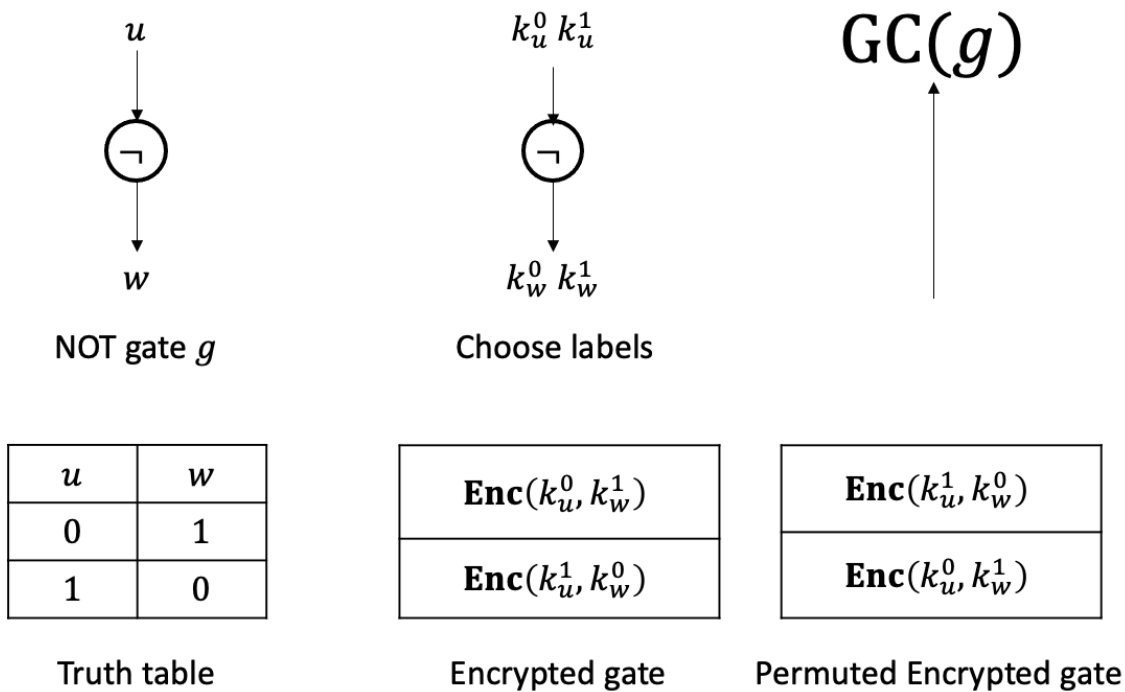 u
¬
w
NOT gate g
k_u^0 k_u^1
¬
k_w^0 k_w^1
Choose labels
GC(g)
u w
0 1
1 0
Truth table
Enc(k_u^0, k_w^1)
Enc(k_u^1, k_w^0)
Encrypted gate
Enc(k_u^1, k_w^0)
Enc(k_u^0, k_w^1)
Permuted Encrypted gate